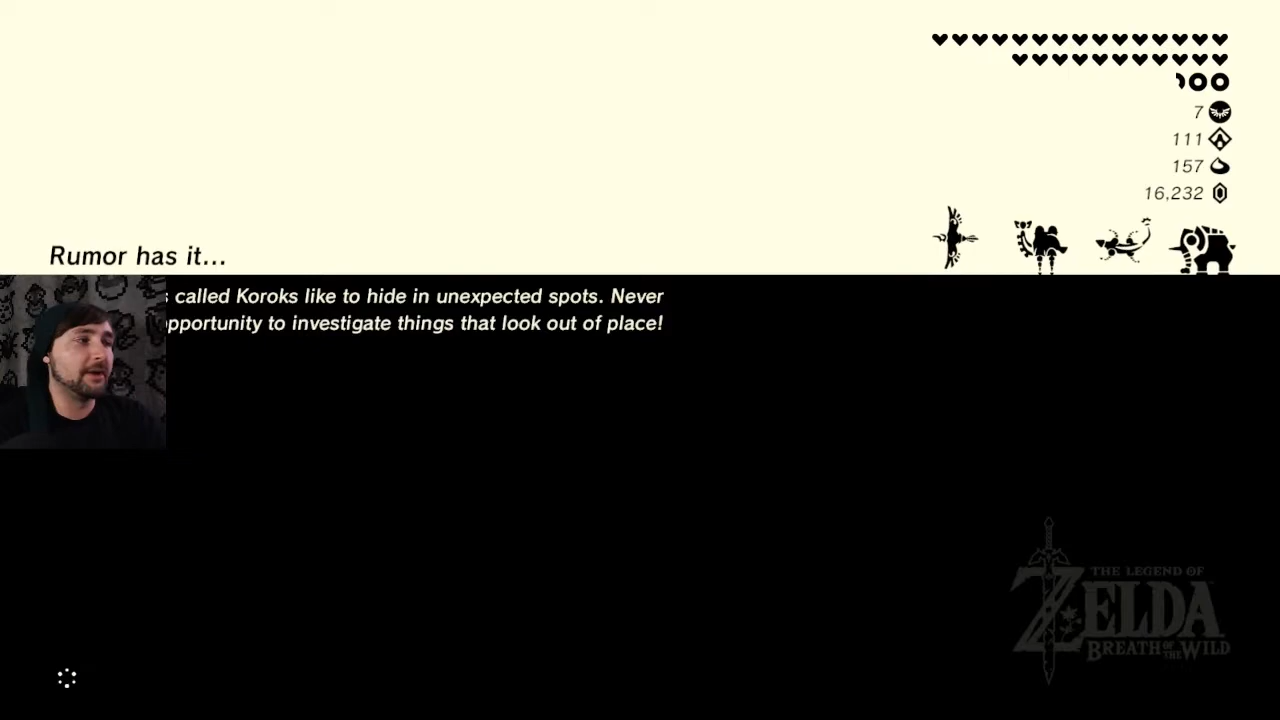 7
111
157
16,232
Rumor has it...
called Koroks like to hide in unexpected spots. Never
opportunity to investigate things that look out of place!
THE LEGEND OF
ZELDA
BREATH OF THE WILD